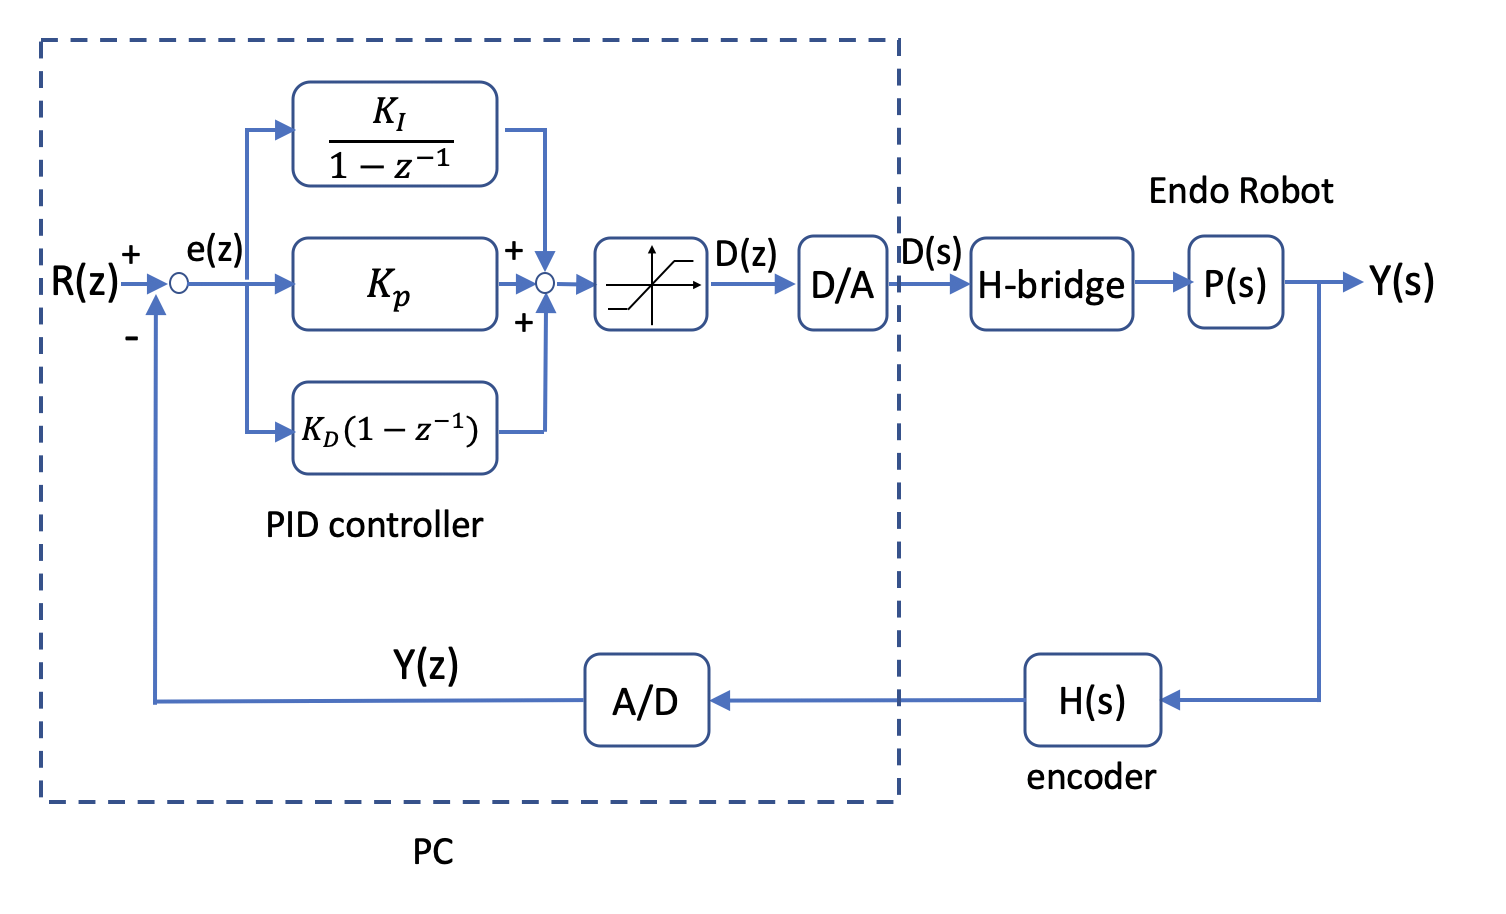 K_I
1 − z⁻¹
Endo Robot
+
e(z)
R(z)
K_p
+
D(z)
D/A
D(s)
H-bridge
P(s)
Y(s)
-
+
K_D(1 − z⁻¹)
PID controller
Y(z)
A/D
H(s)
encoder
PC